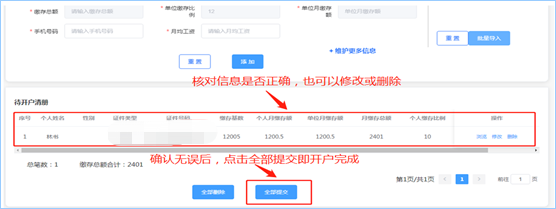 * 缴存总额 请输入缴存总额 * 单位缴存比例 12 * 单位月缴存额 单位月缴存额
* 手机号码 请输入手机号码 * 月均工资 请输入月均工资
重置 批量导入
+ 维护更多信息
重置 添加
核对信息是否正确,也可以修改或删除
待开户清册
序号 个人姓名 性别 证件类型 证件号码 缴存基数 个人月缴存额 单位月缴存额 月缴存总额 个人缴存比例 操作
1 12005 1200.5 1200.5 2401 10 修改 删除
总笔数:1 缴存总额合计:2401
确认无误后,点击全部提交即开户完成
第1页/共1页 < 1 > 前往 1 页
全部删除 全部提交